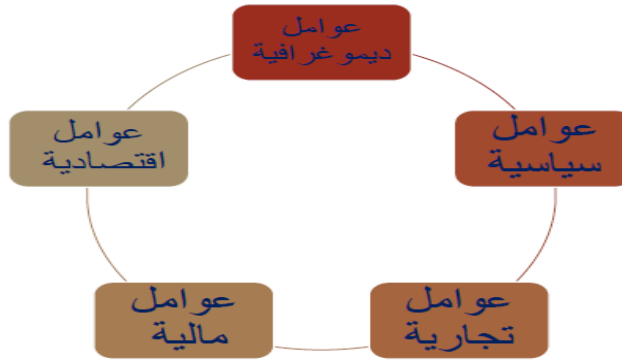 عوامل
ديموغرافية
عوامل
سياسية
عوامل
تجارية
عوامل
مالية
عوامل
اقتصادية